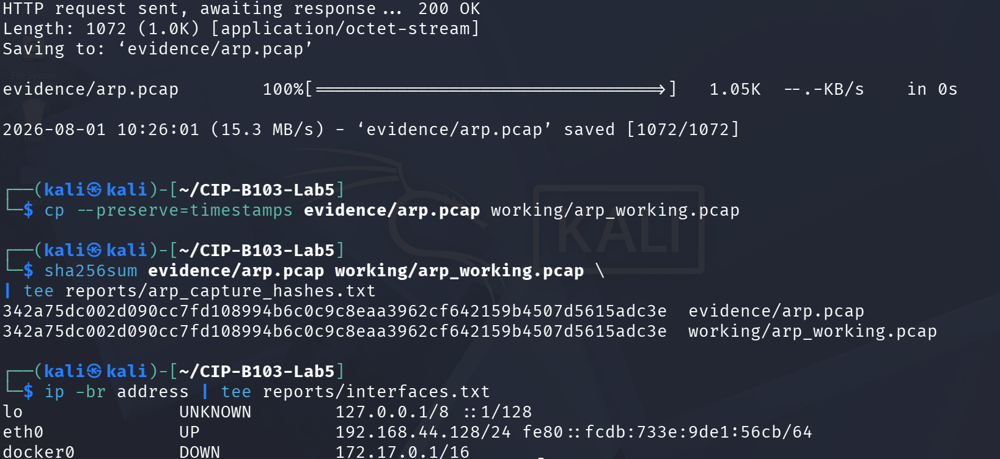 HTTP request sent, awaiting response... 200 OK
Length: 1072 (1.0K) [application/octet-stream]
Saving to: ‘evidence/arp.pcap’
File System
evidence/arp.pcap 100%[==================================>] 1.05K --.-KB/s in 0s
2026-08-01 10:26:01 (15.3 MB/s) - ‘evidence/arp.pcap’ saved [1072/1072]
Trash
┌──(kali㉿kali)-[~/CIP-B103-Lab5]
└─$ cp --preserve=timestamps evidence/arp.pcap working/arp_working.pcap
KALI
┌──(kali㉿kali)-[~/CIP-B103-Lab5]
└─$ sha256sum evidence/arp.pcap working/arp_working.pcap \
| tee reports/arp_capture_hashes.txt
342a75dc002d090cc7fd108994b6c0c9c8eaa3962cf642159b4507d5615adc3e  evidence/arp.pcap
342a75dc002d090cc7fd108994b6c0c9c8eaa3962cf642159b4507d5615adc3e  working/arp_working.pcap
┌──(kali㉿kali)-[~/CIP-B103-Lab5]
└─$ ip -br address | tee reports/interfaces.txt
lo UNKNOWN 127.0.0.1/8 ::1/128
eth0 UP 192.168.44.128/24 fe80::fcdb:733e:9de1:56cb/64
docker0 DOWN 172.17.0.1/16